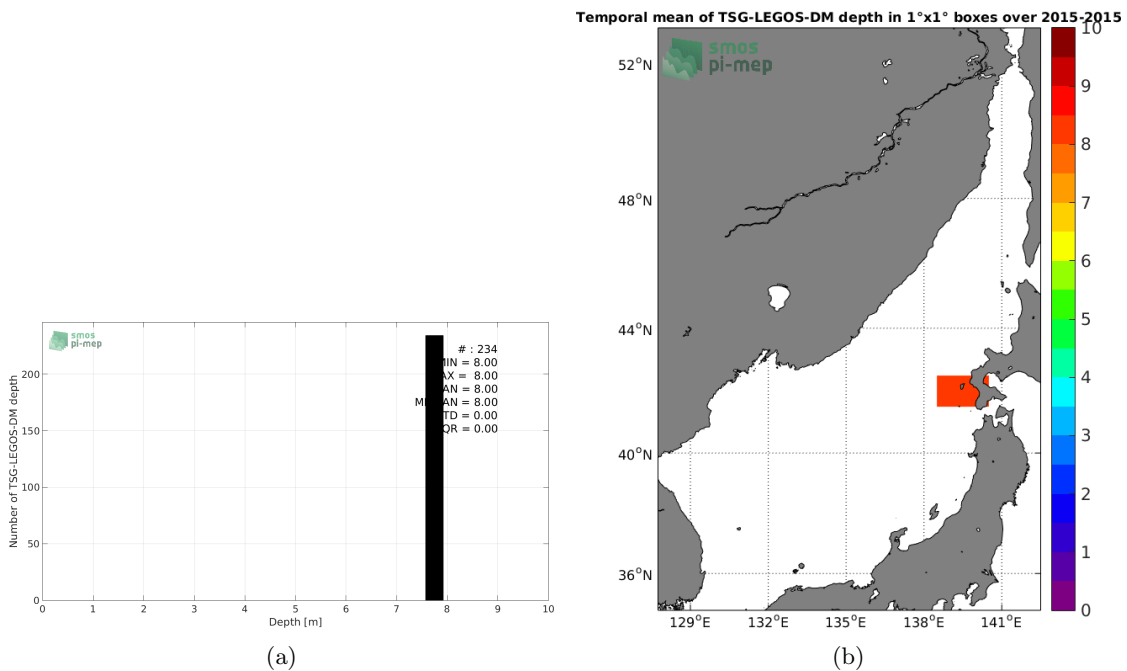 smos
pi-mep
# : 234
MIN = 8.00
AX = 8.00
AN = 8.00
M AN = 8.00
TD = 0.00
QR = 0.00
200
150
100
50
0
0 1 2 3 4 5 6 7 8 9 10
Number of TSG-LEGOS-DM depth
Depth [m]
(a)
Temporal mean of TSG-LEGOS-DM depth in 1°x1° boxes over 2015-2015
smos
pi-mep
52°N
48°N
44°N
40°N
36°N
129°E 132°E 135°E 138°E 141°E
10
9
8
7
6
5
4
3
2
1
0
(b)